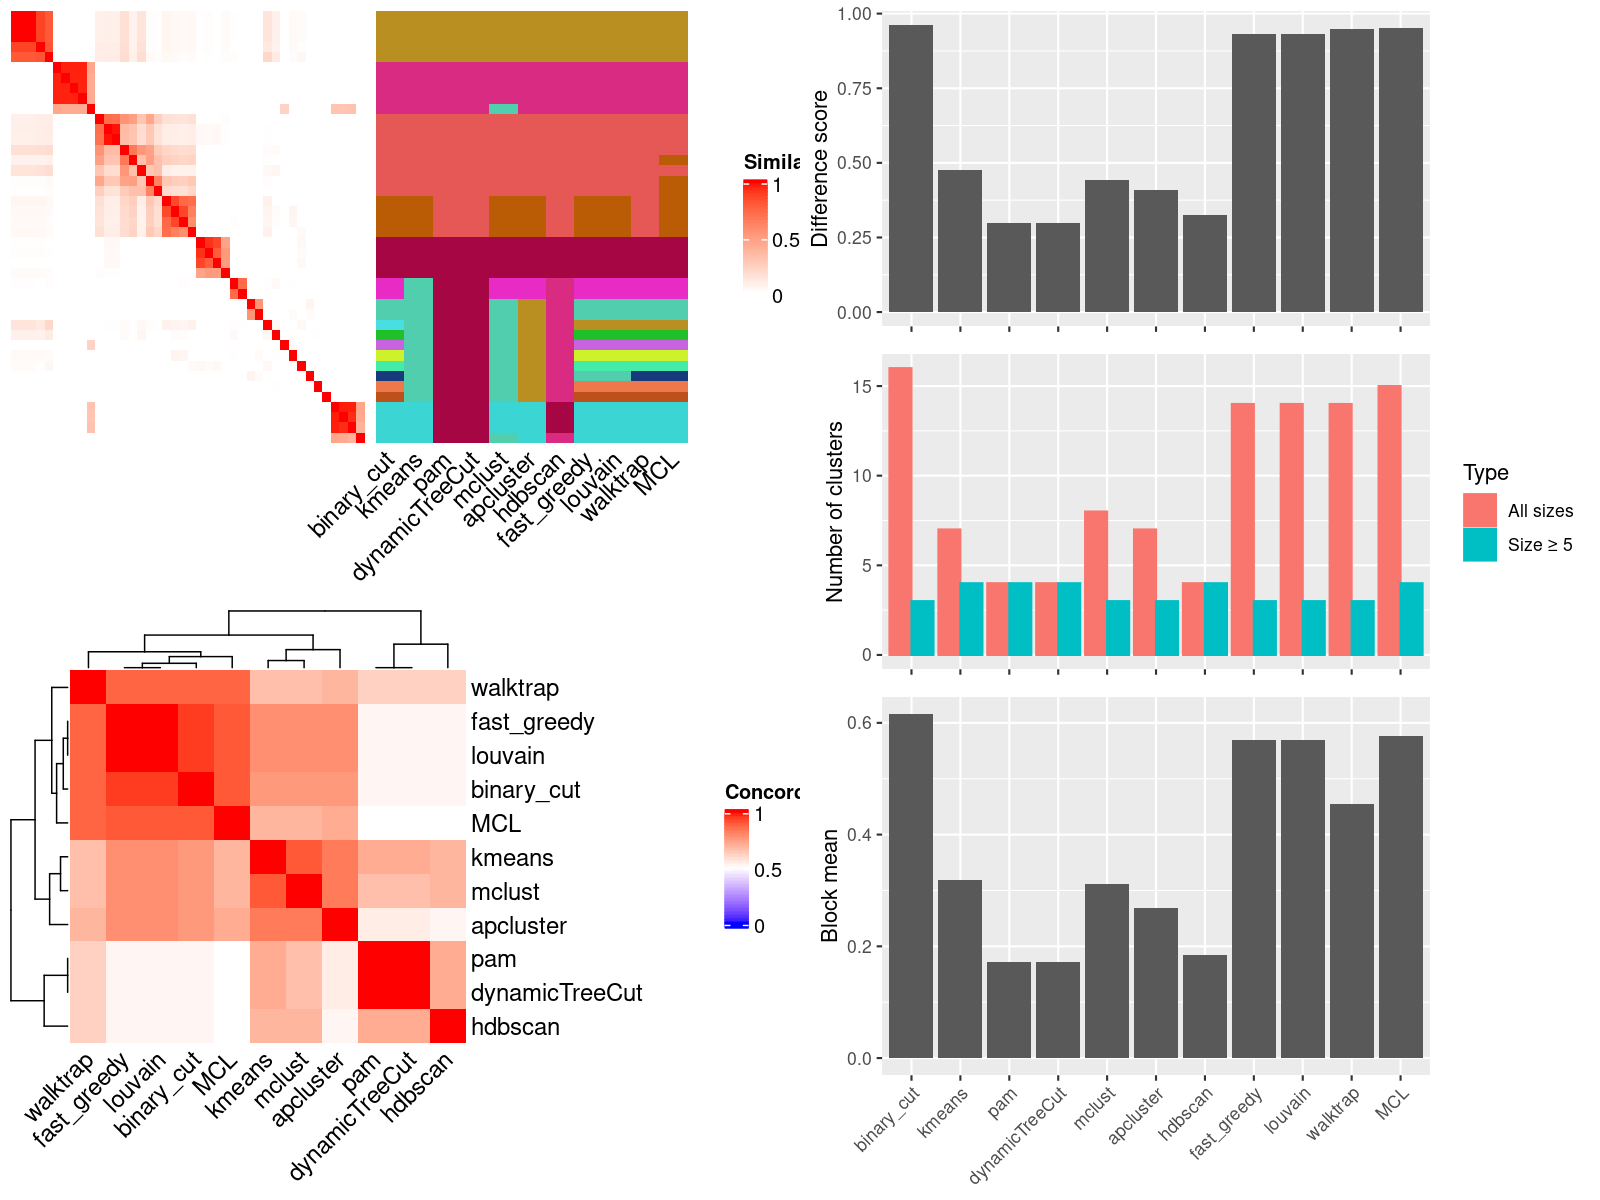 Simila
1
0.5
0
binary_cut
kmeans
pam
dynamicTreeCut
mclust
apcluster
hdbscan
fast_greedy
louvain
walktrap
MCL
Difference score
1.00
0.75
0.50
0.25
0.00
Number of clusters
15
10
5
0
Type
All sizes
Size ≥ 5
walktrap
fast_greedy
louvain
binary_cut
MCL
kmeans
mclust
apcluster
pam
dynamicTreeCut
hdbscan
walktrap
fast_greedy
louvain
binary_cut
MCL
kmeans
mclust
apcluster
pam
dynamicTreeCut
hdbscan
Concord
1
0.5
0
Block mean
0.6
0.4
0.2
0.0
binary_cut
kmeans
pam
dynamicTreeCut
mclust
apcluster
hdbscan
fast_greedy
louvain
walktrap
MCL